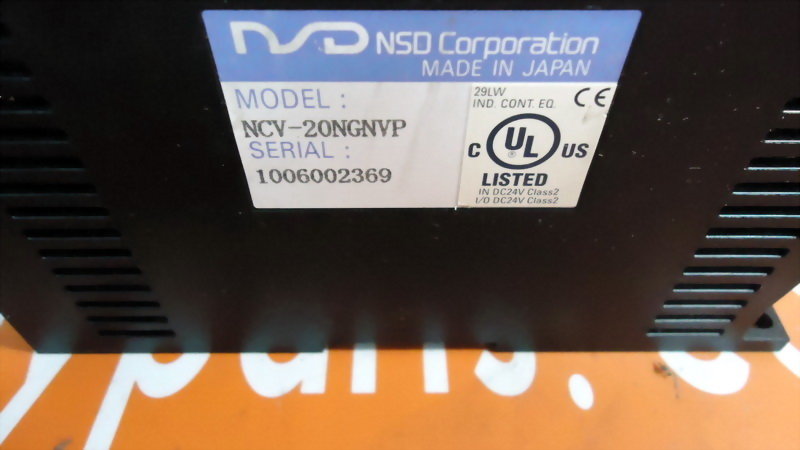 NSD NSD Corporation
MADE IN JAPAN
MODEL :
NCV-20NGNVP
SERIAL :
1006002369
29LW
IND. CONT. EQ. CE
C UL ® US
LISTED
IN DC24V Class2
I/O DC24V Class2